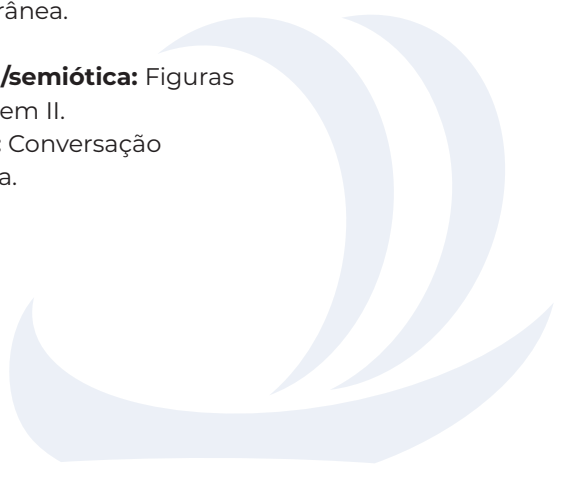 rânea.
/semiótica: Figuras
em II.
: Conversação
a.